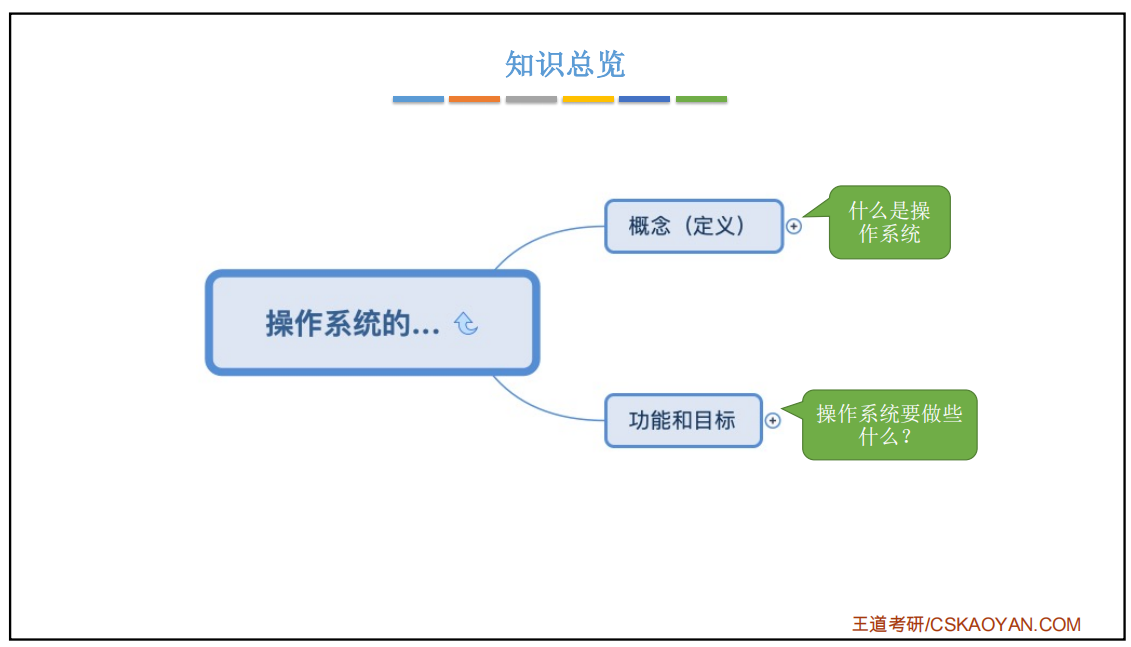 知识总览
概念（定义）
什么是操
作系统
操作系统的...
功能和目标
操作系统要做些
什么？
王道考研/CSKAOYAN.COM